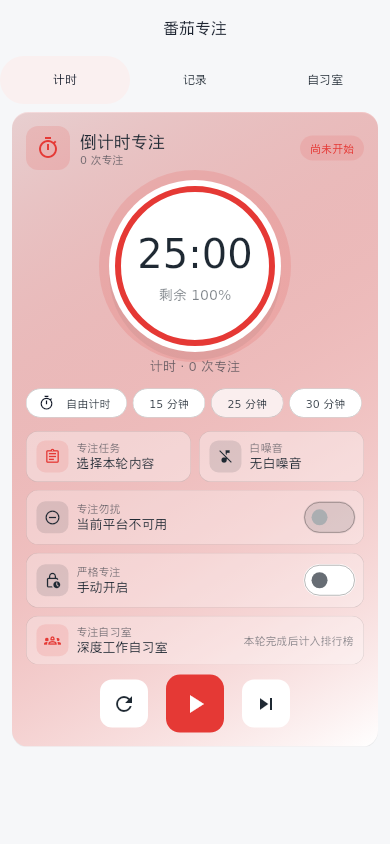 番茄专注
计时
记录
自习室
倒计时专注
0 次专注
尚未开始
25:00
剩余 100%
计时 · 0 次专注
自由计时
15 分钟
25 分钟
30 分钟
专注任务
选择本轮内容
白噪音
无白噪音
专注勿扰
当前平台不可用
严格专注
手动开启
专注自习室
深度工作自习室
本轮完成后计入排行榜